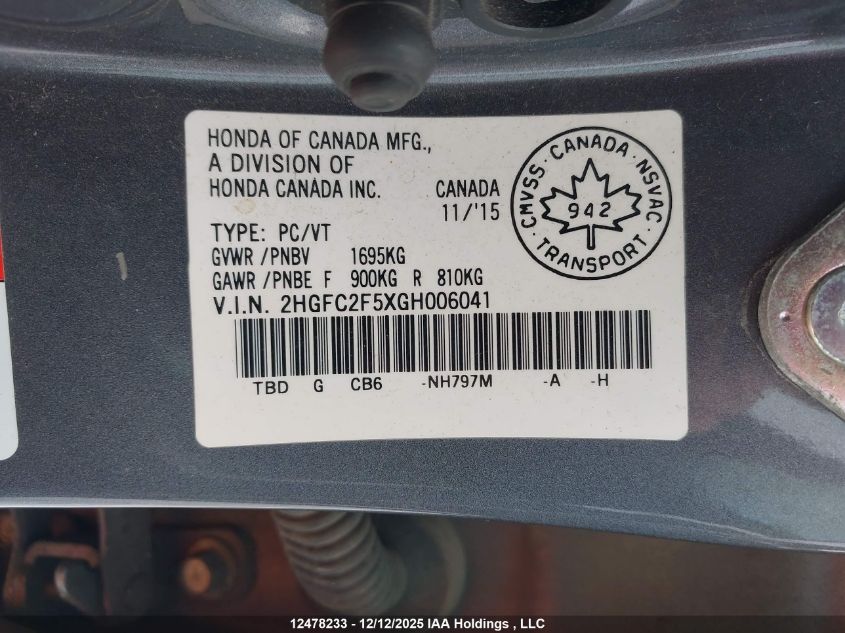 HONDA OF CANADA MFG.,
A DIVISION OF
HONDA CANADA INC. CANADA
11/'15
TYPE: PC/VT
GVWR /PNBV 1695KG
GAWR /PNBE F 900KG R 810KG
V.I.N. 2HGFC2F5XGH006041
TBD G CB6 -NH797M -A -H
CMVSS · CANADA · NSVAC · TRANSPORT ·
942
12478233 - 12/12/2025 IAA Holdings , LLC